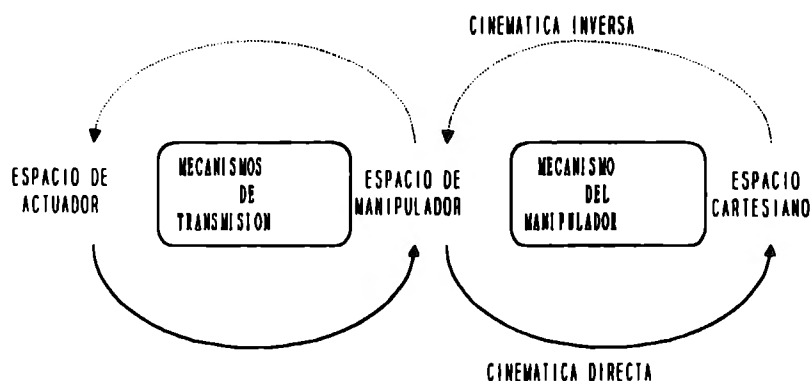 CINEMATICA INVERSA
ESPACIO DE
ACTUADOR
MECANISMOS
DE
TRANSMISION
ESPACIO DE
MANIPULADOR
MECANISMO
DEL
MANIPULADOR
ESPACIO
CARTESIANO
CINEMATICA DIRECTA